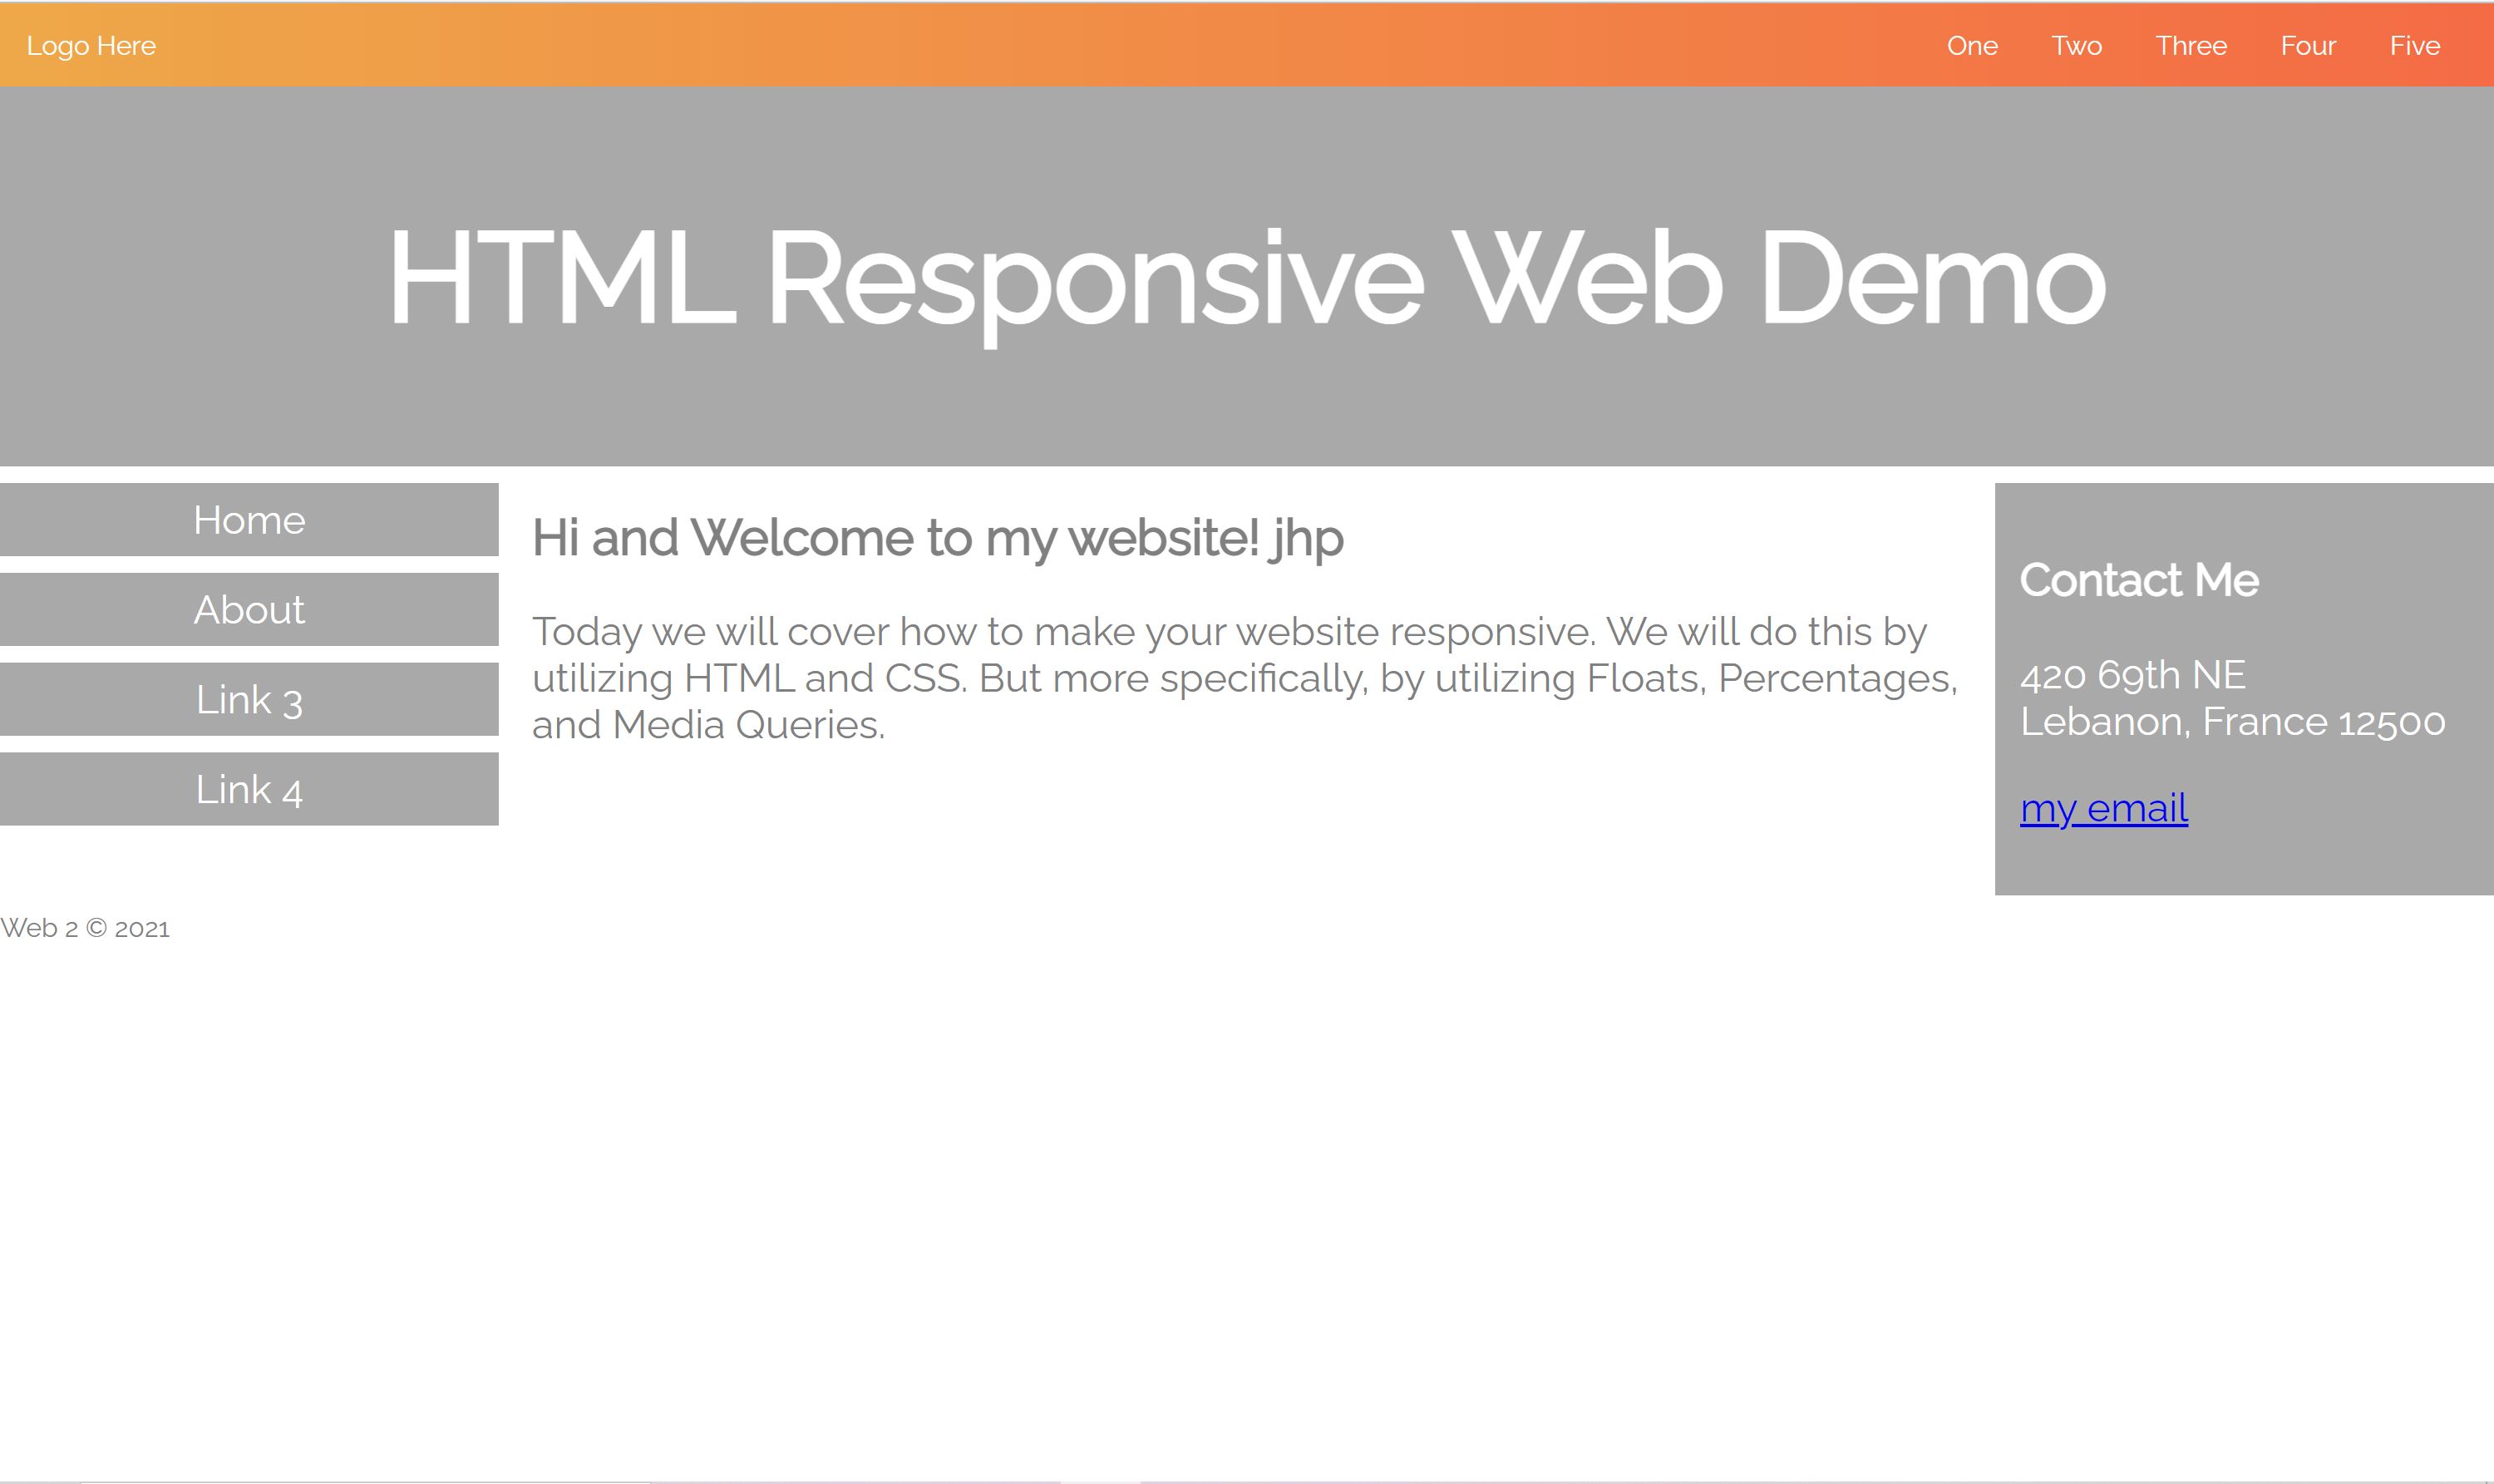 Logo Here
One Two Three Four Five
HTML Responsive Web Demo
Home
About
Link 3
Link 4
Hi and Welcome to my website! jhp
Today we will cover how to make your website responsive. We will do this by
utilizing HTML and CSS. But more specifically, by utilizing Floats, Percentages,
and Media Queries.
Contact Me
420 69th NE
Lebanon, France 12500
my email
Web 2 © 2021